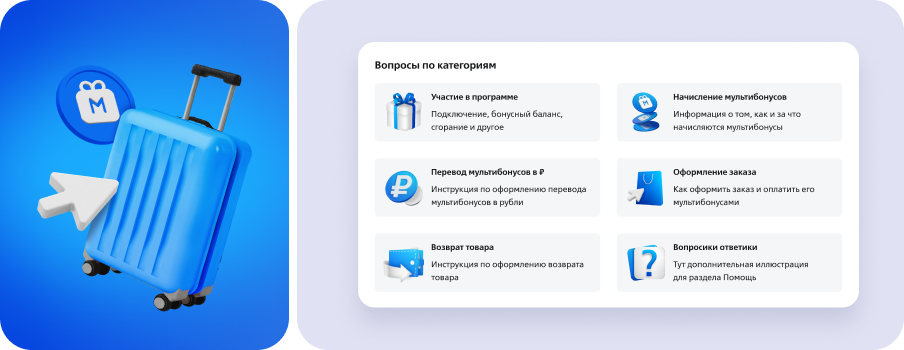 М
Вопросы по категориям
Участие в программе
Подключение, бонусный баланс,
сгорание и другое
М
Начисление мультибонусов
Информация о том, как и за что
начисляются мультибонусы
₽
Перевод мультибонусов в ₽
Инструкция по оформлению перевода
мультибонусов в рубли
Оформление заказа
Как оформить заказ и оплатить его
мультибонусами
Возврат товара
Инструкция по оформлению возврата
товара
?
Вопросики ответики
Тут дополнительная иллюстрация
для раздела Помощь